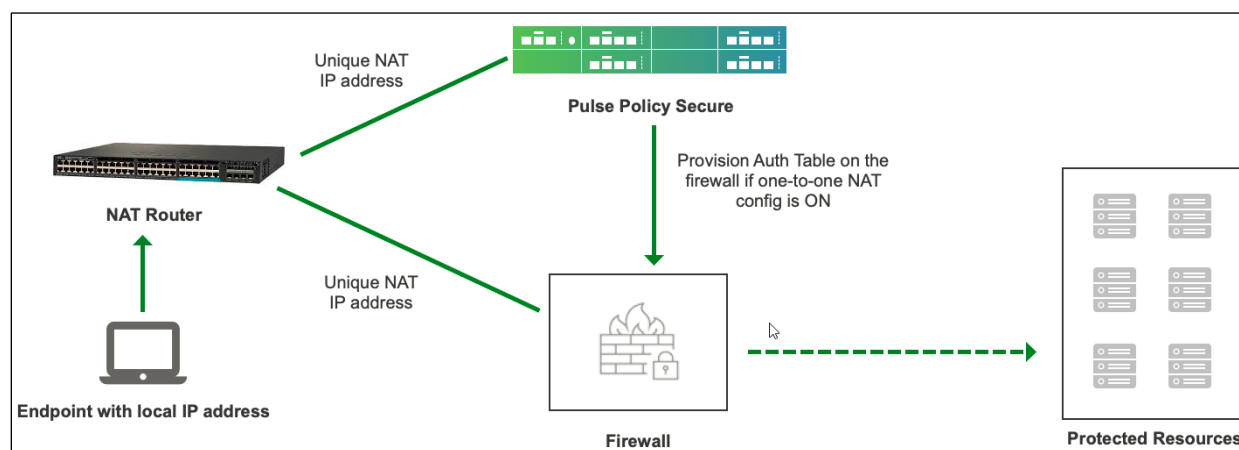 Unique NAT
IP address
Pulse Policy Secure
Provision Auth Table on the
firewall if one-to-one NAT
config is ON
NAT Router
Unique NAT
IP address
Endpoint with local IP address
Firewall
Protected Resources